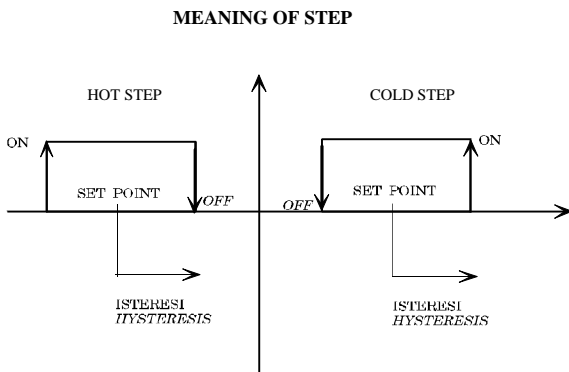 MEANING OF STEP
HOT STEP
COLD STEP
ON
ON
SET POINT
SET POINT
OFF
OFF
ISTERESI
HYSTERESIS
ISTERESI
HYSTERESIS